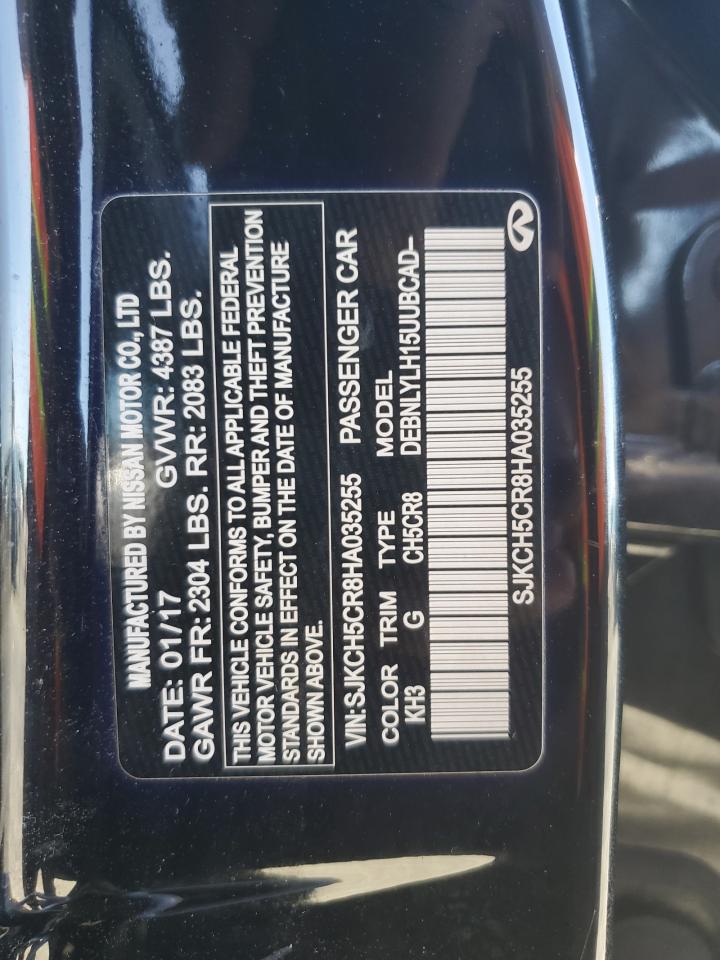 MANUFACTURED BY NISSAN MOTOR CO., LTD
DATE: 01/17 GVWR: 4387 LBS.
GAWR FR: 2304 LBS. RR: 2083 LBS.
THIS VEHICLE CONFORMS TO ALL APPLICABLE FEDERAL
MOTOR VEHICLE SAFETY, BUMPER AND THEFT PREVENTION
STANDARDS IN EFFECT ON THE DATE OF MANUFACTURE
SHOWN ABOVE.
VIN: SJKCH5CR8HA035255 PASSENGER CAR
COLOR TRIM TYPE MODEL
KH3 G CH5CR8 DEBNLYLH15UUBCAD-
SJKCH5CR8HA035255